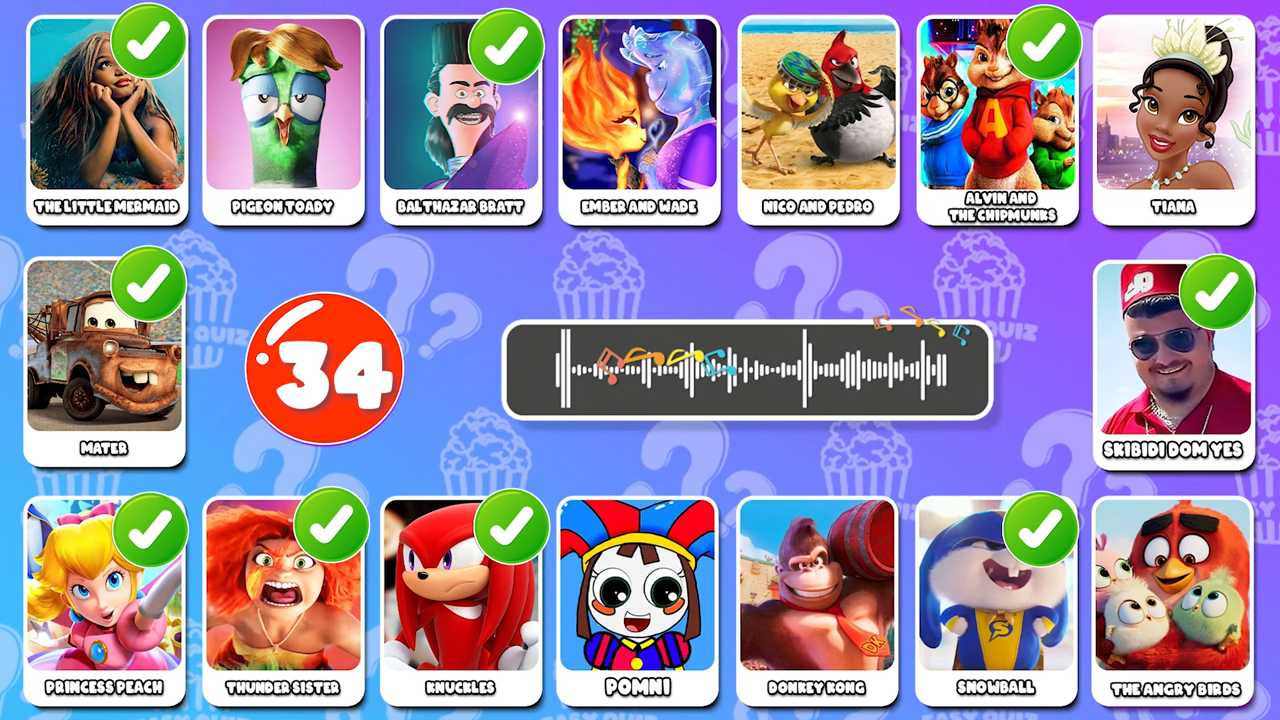 THE LITTLE MERMAID
PIGEON TOADY
BALTHAZAR BRATT
EMBER AND WADE
NICO AND PEDRO
A
ALVIN AND
THE CHIPMUNKS
TIANA
MATER
34
SKIBIDI DOM YES
PRINCESS PEACH
THUNDER SISTER
KNUCKLES
POMNI
DK
DONKEY KONG
S
SNOWBALL
THE ANGRY BIRDS